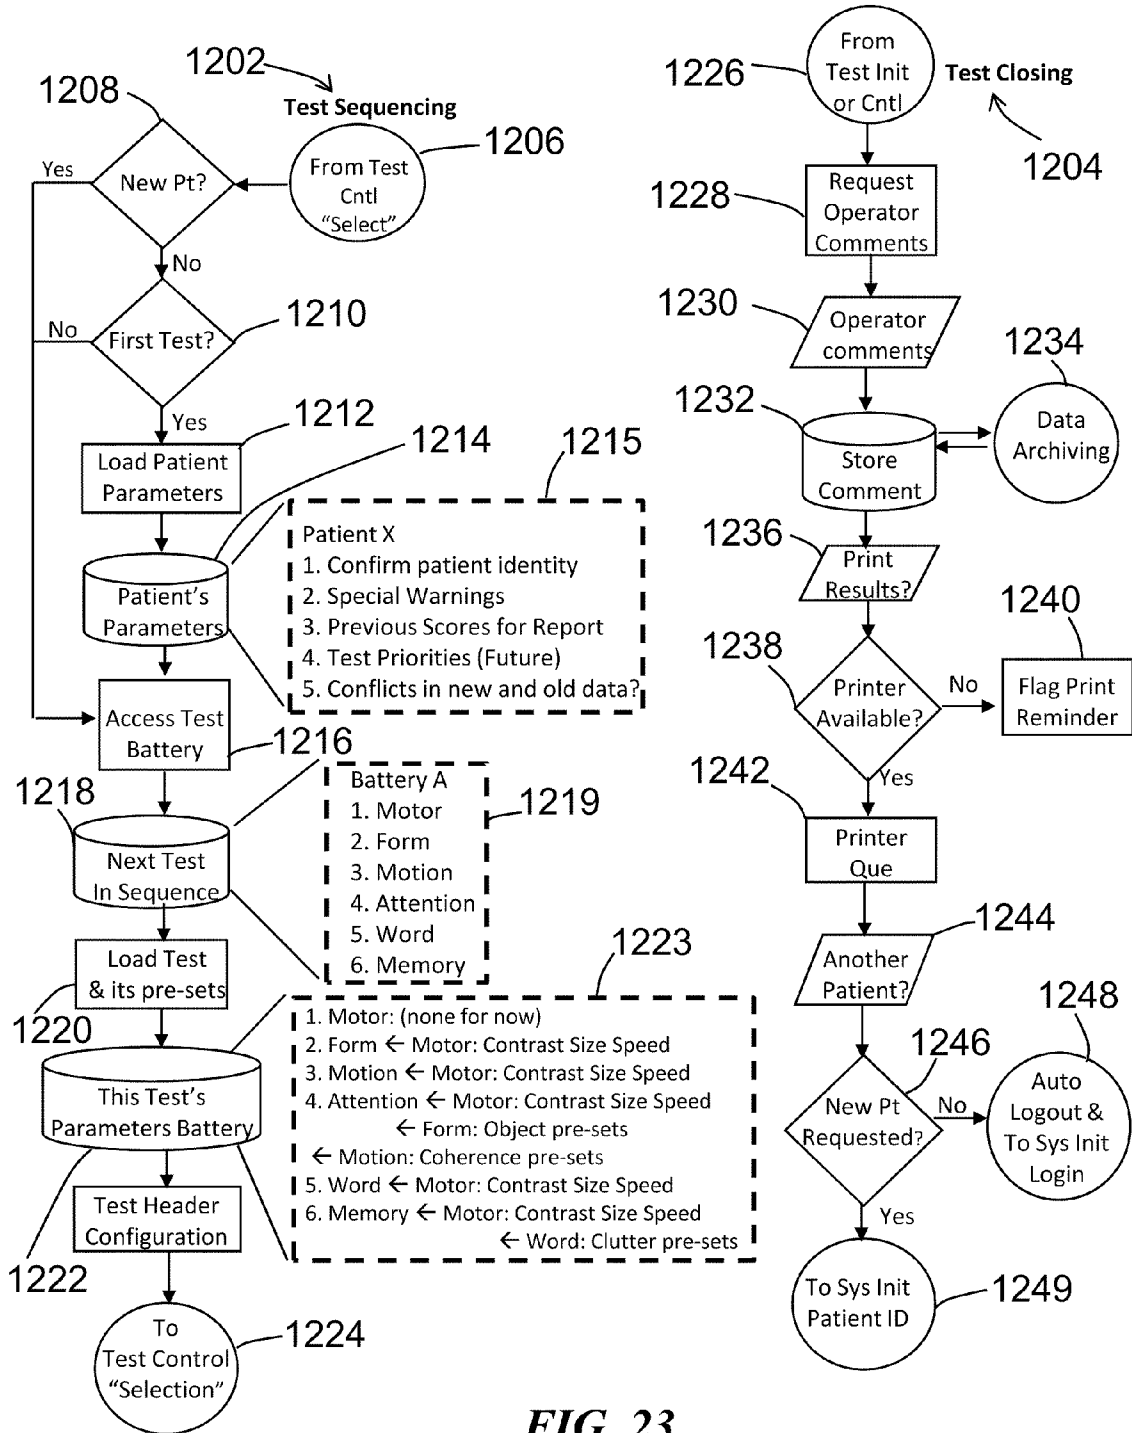 1202
Test Sequencing
1208
1206
Yes
New Pt?
From Test
Cntl
“Select”
No
1210
No
First Test?
Yes
1212
Load Patient
Parameters
1214
1215
Patient’s
Parameters
Patient X
1. Confirm patient identity
2. Special Warnings
3. Previous Scores for Report
4. Test Priorities (Future)
5. Conflicts in new and old data?
Access Test
Battery
1216
1218
Next Test
In Sequence
Battery A
1. Motor
2. Form
3. Motion
4. Attention
5. Word
6. Memory
1219
Load Test
& its pre-sets
1220
1223
1. Motor: (none for now)
2. Form ← Motor: Contrast Size Speed
3. Motion ← Motor: Contrast Size Speed
4. Attention ← Motor: Contrast Size Speed
← Form: Object pre-sets
← Motion: Coherence pre-sets
5. Word ← Motor: Contrast Size Speed
6. Memory ← Motor: Contrast Size Speed
← Word: Clutter pre-sets
This Test’s
Parameters Battery
Test Header
Configuration
1222
To
Test Control
“Selection”
1224
1226
From
Test Init
or Cntl
Test Closing
1204
1228
Request
Operator
Comments
1230
Operator
comments
1234
1232
Store
Comment
Data
Archiving
1236
Print
Results?
1240
1238
Printer
Available?
No
Flag Print
Reminder
Yes
1242
Printer
Que
1244
Another
Patient?
1248
1246
New Pt
Requested?
No
Auto
Logout &
To Sys Init
Login
Yes
To Sys Init
Patient ID
1249
FIG. 23